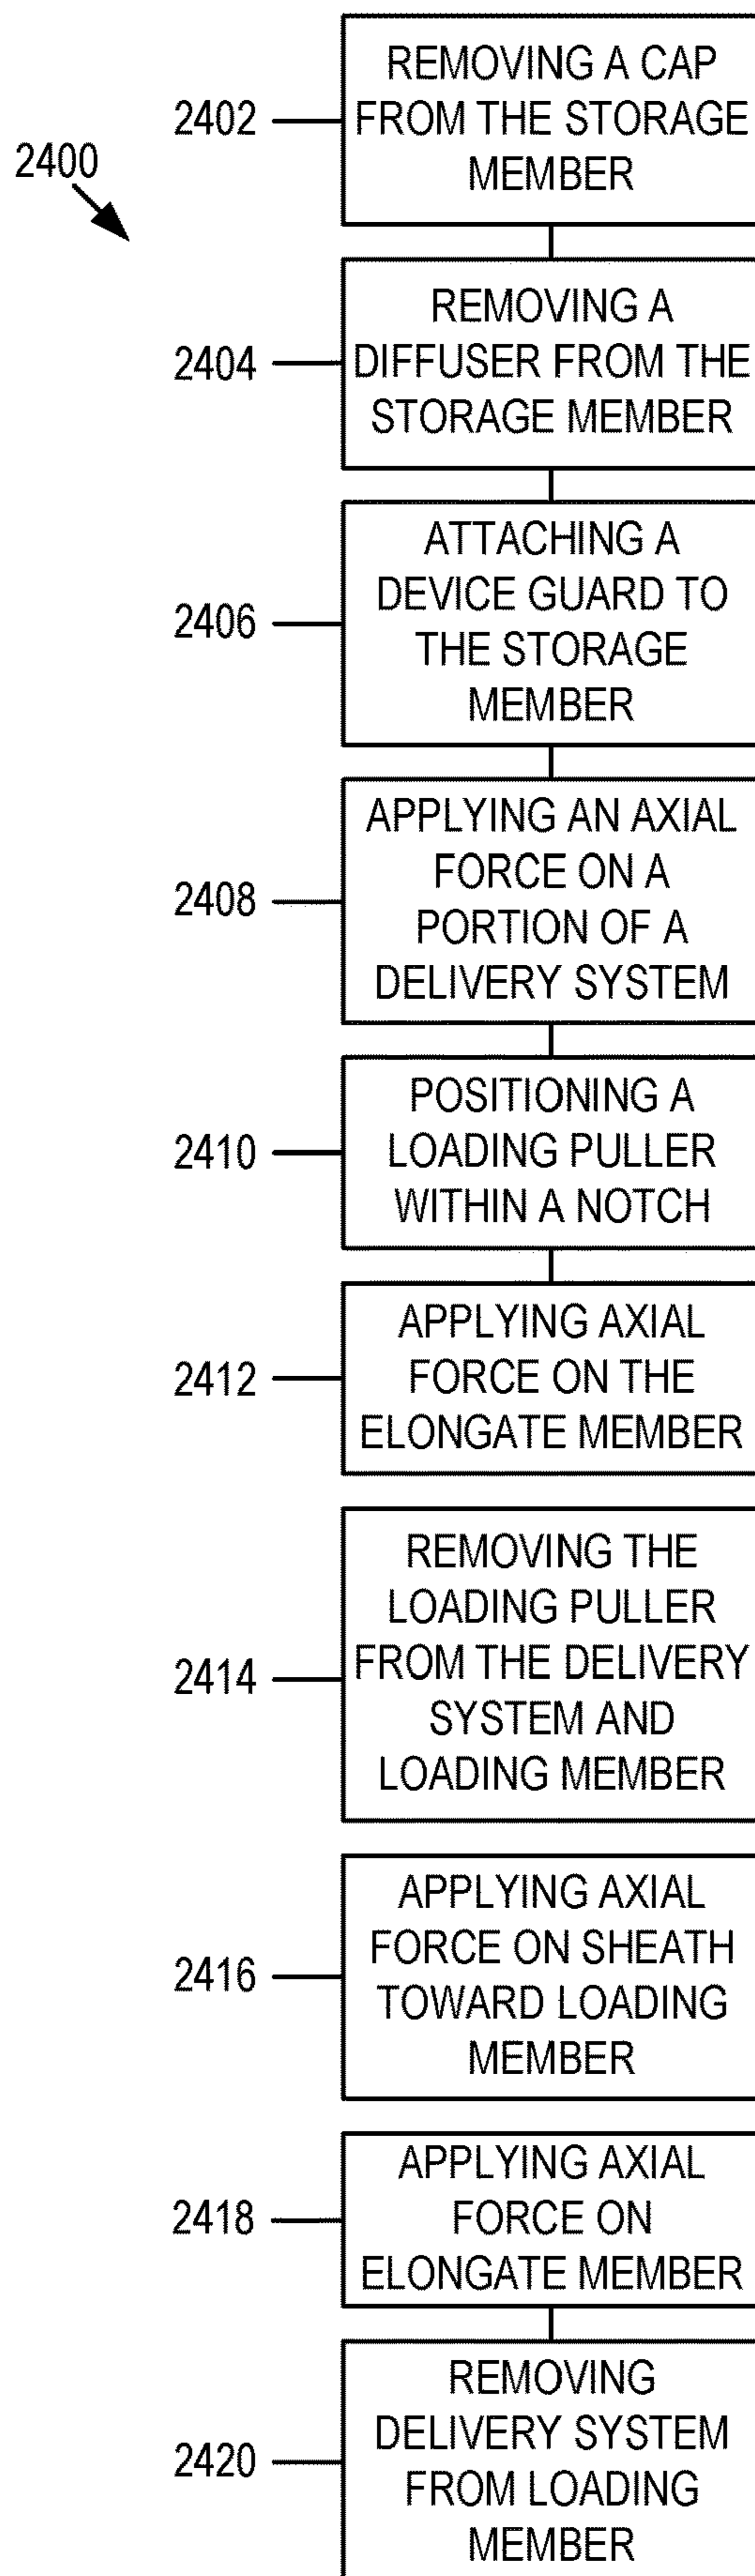 2400
2402
REMOVING A CAP
FROM THE STORAGE
MEMBER
2404
REMOVING A
DIFFUSER FROM THE
STORAGE MEMBER
2406
ATTACHING A
DEVICE GUARD TO
THE STORAGE
MEMBER
2408
APPLYING AN AXIAL
FORCE ON A
PORTION OF A
DELIVERY SYSTEM
2410
POSITIONING A
LOADING PULLER
WITHIN A NOTCH
2412
APPLYING AXIAL
FORCE ON THE
ELONGATE MEMBER
2414
REMOVING THE
LOADING PULLER
FROM THE DELIVERY
SYSTEM AND
LOADING MEMBER
2416
APPLYING AXIAL
FORCE ON SHEATH
TOWARD LOADING
MEMBER
2418
APPLYING AXIAL
FORCE ON
ELONGATE MEMBER
2420
REMOVING
DELIVERY SYSTEM
FROM LOADING
MEMBER